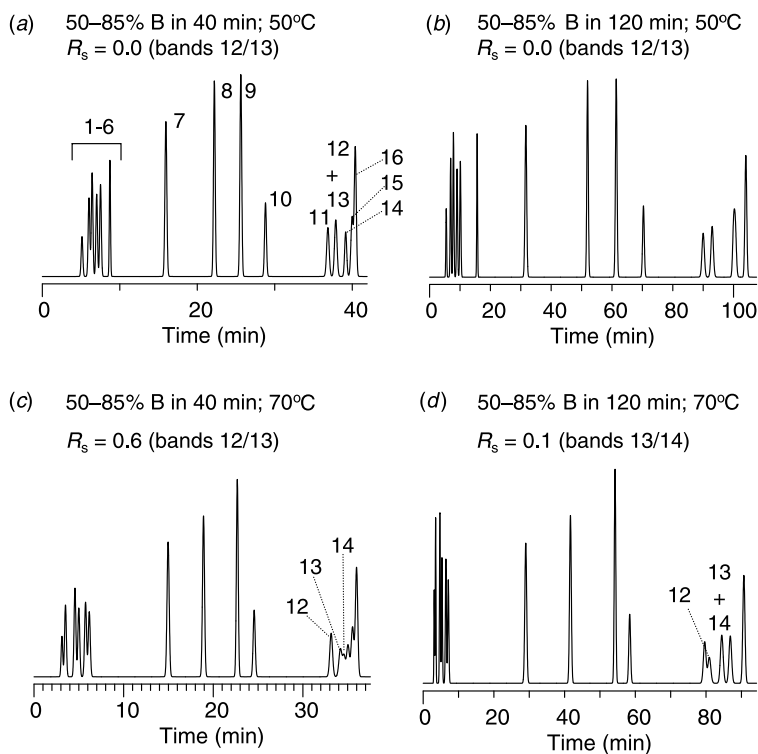 (a) 50–85% B in 40 min; 50°C
Rs = 0.0 (bands 12/13)
1-6
7
8
9
10
11
12
+
13
16
15
14
0 20 40
Time (min)
(b) 50–85% B in 120 min; 50°C
Rs = 0.0 (bands 12/13)
0 20 40 60 80 100
Time (min)
(c) 50–85% B in 40 min; 70°C
Rs = 0.6 (bands 12/13)
14
13
12
0 10 20 30
Time (min)
(d) 50–85% B in 120 min; 70°C
Rs = 0.1 (bands 13/14)
12
13
+
14
0 20 40 60 80
Time (min)